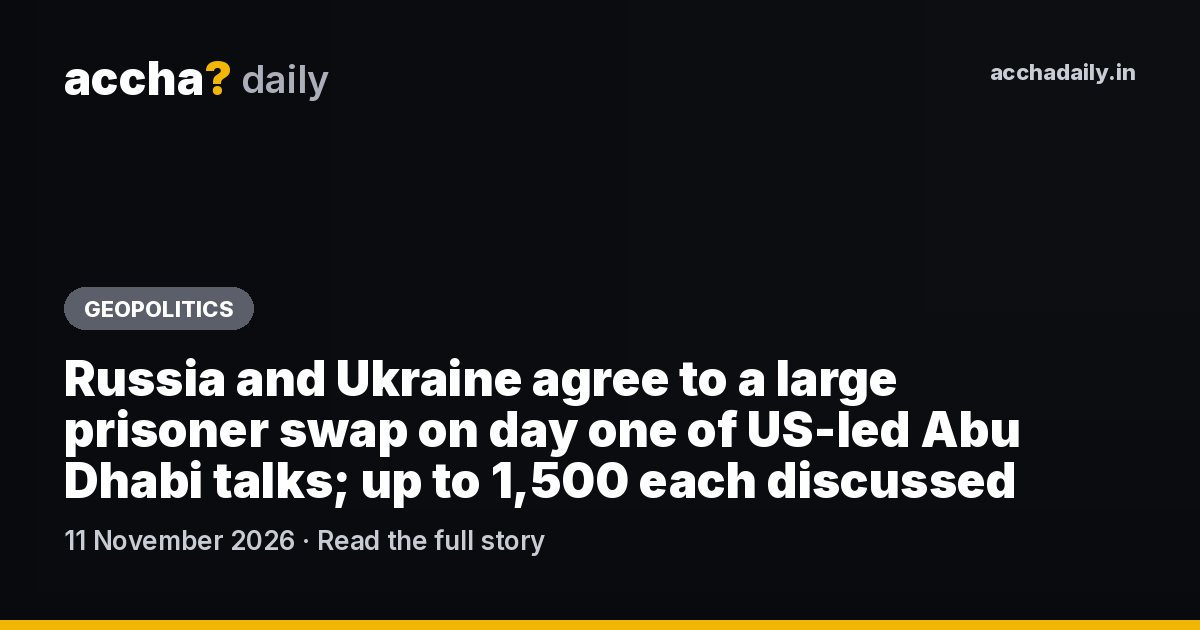 accha? daily
acchadaily.in
GEOPOLITICS
Russia and Ukraine agree to a large
prisoner swap on day one of US-led Abu
Dhabi talks; up to 1,500 each discussed
11 November 2026 · Read the full story